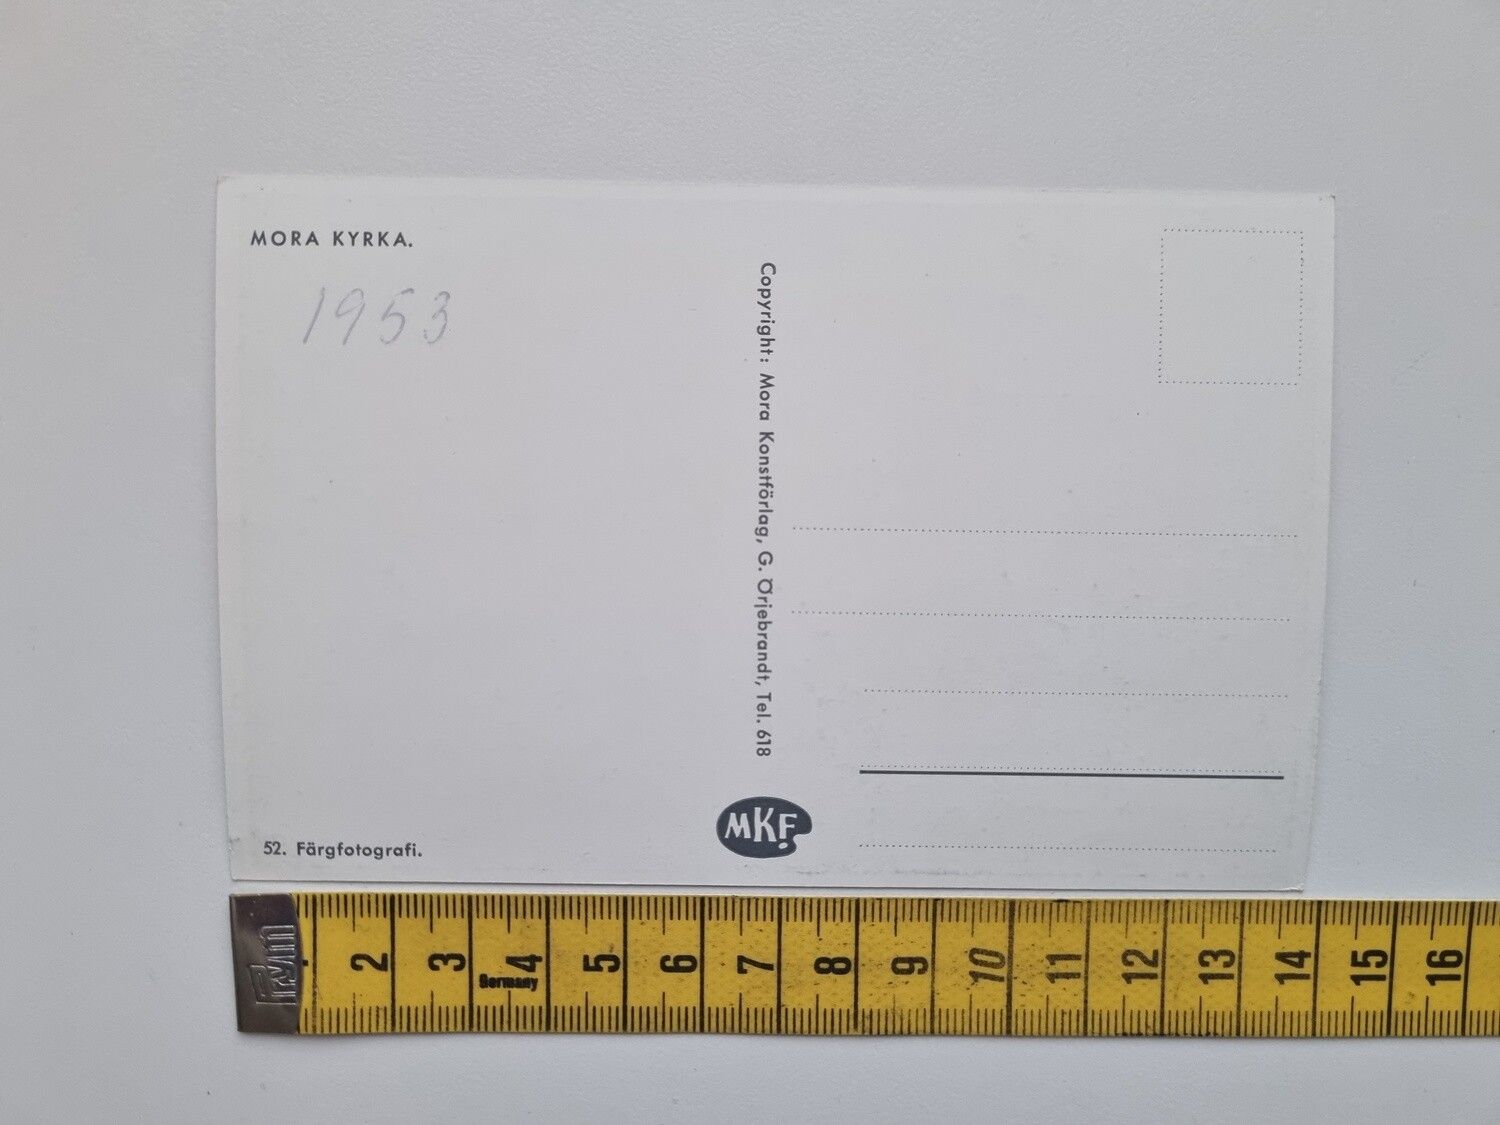 MORA KYRKA.
1953
Copyright: Mora Konstförlag, G. Örjebrandt, Tel. 618
52. Färgfotografi.
MKF.
Prym
2 3 4 5 6 7 8 9 10 11 12 13 14 15 16
Germany